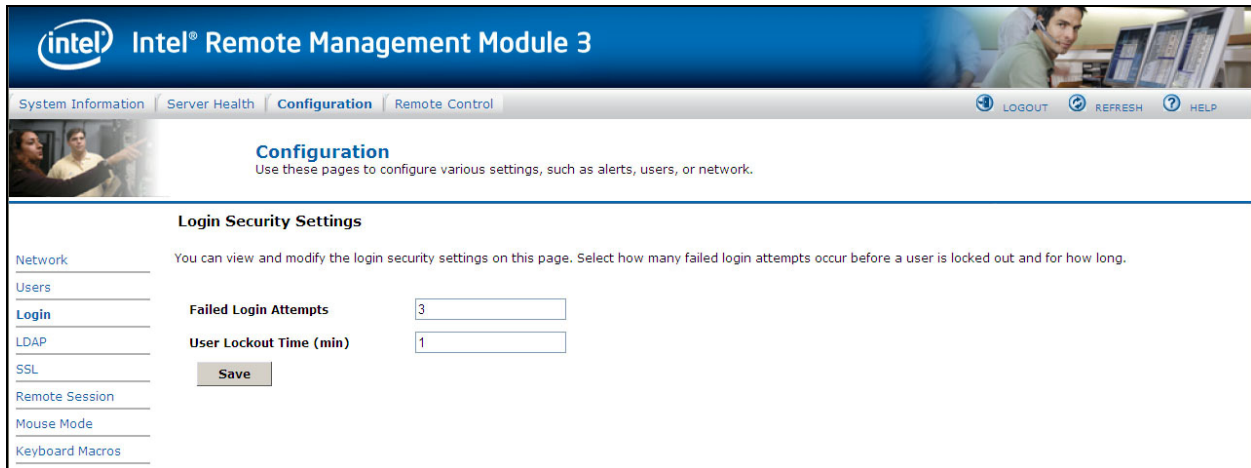 intel Intel® Remote Management Module 3
System Information Server Health Configuration Remote Control LOGOUT REFRESH ? HELP
Configuration
Use these pages to configure various settings, such as alerts, users, or network.
Login Security Settings
You can view and modify the login security settings on this page. Select how many failed login attempts occur before a user is locked out and for how long.
Network
Users
Login
LDAP
SSL
Remote Session
Mouse Mode
Keyboard Macros
Failed Login Attempts 3
User Lockout Time (min) 1
Save